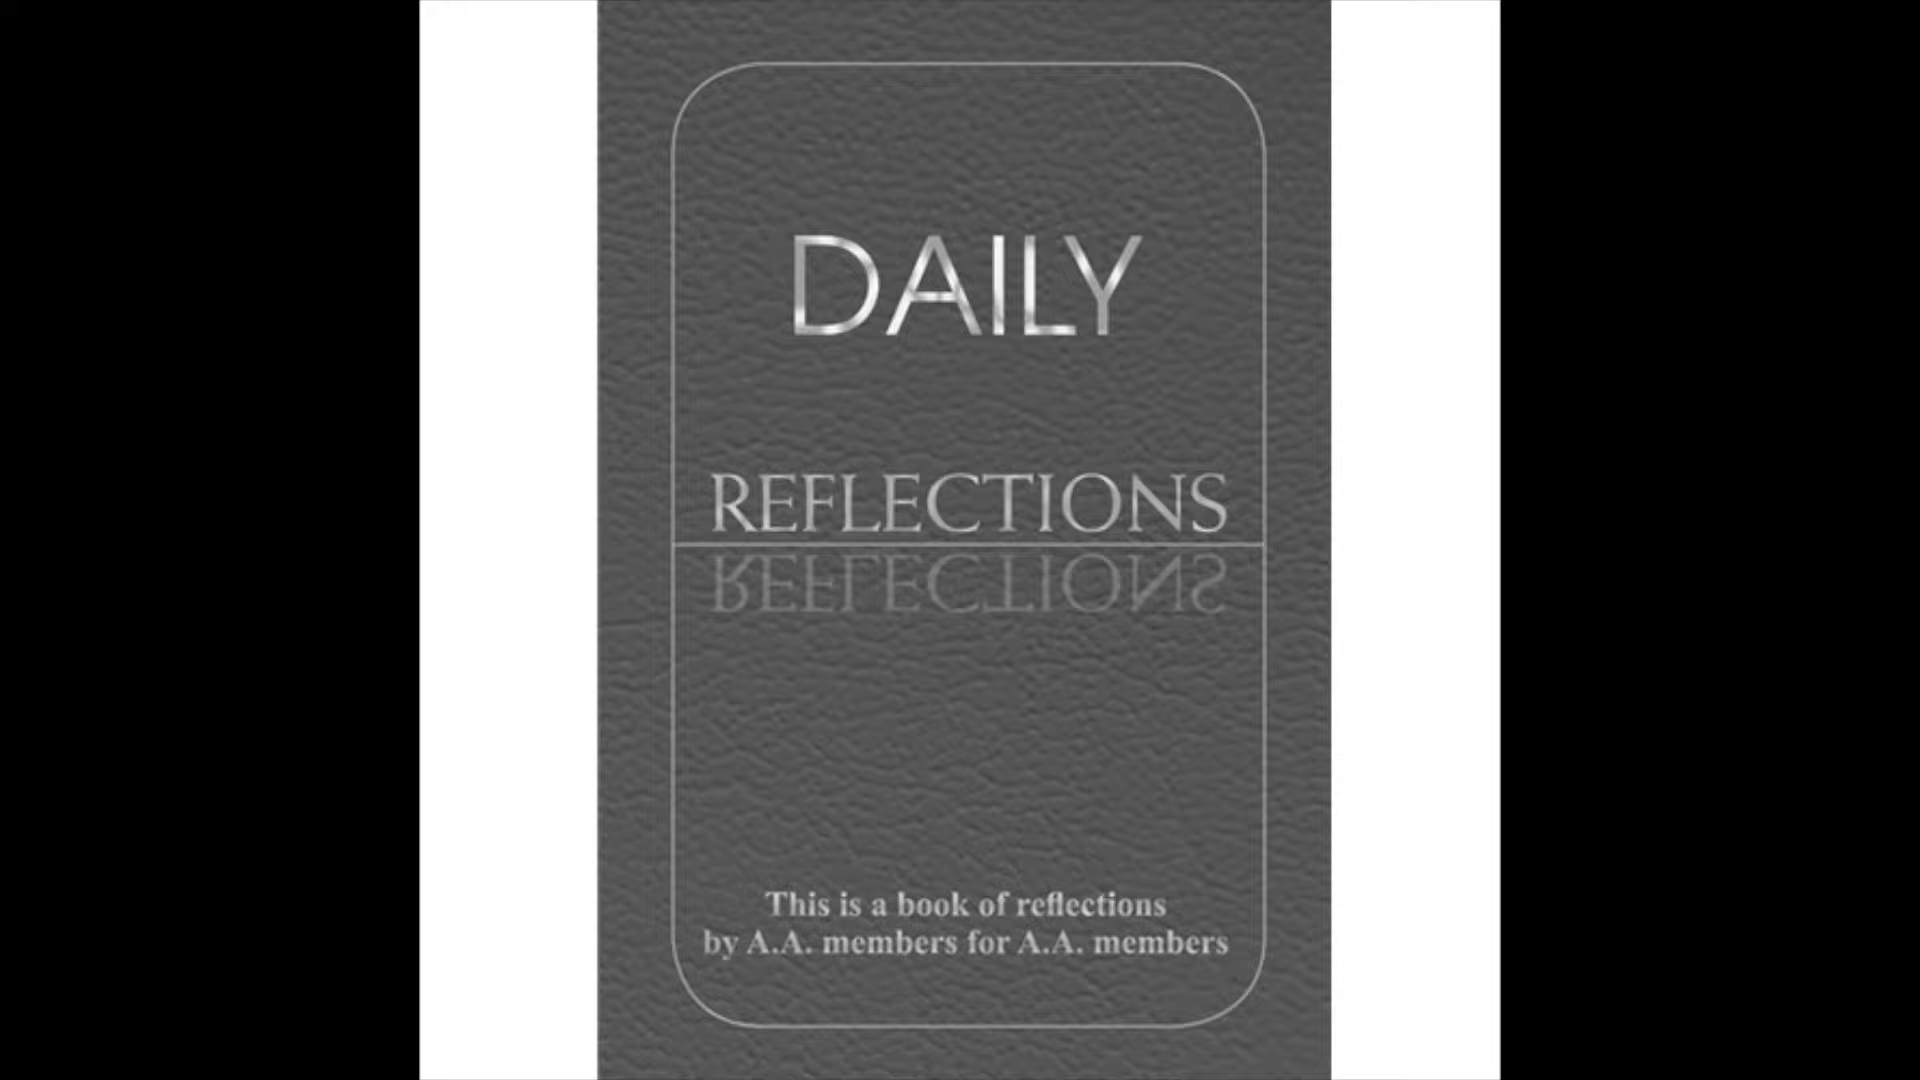 DAILY
REFLECTIONS
REFLECTIONS
This is a book of reflections
by A.A. members for A.A. members